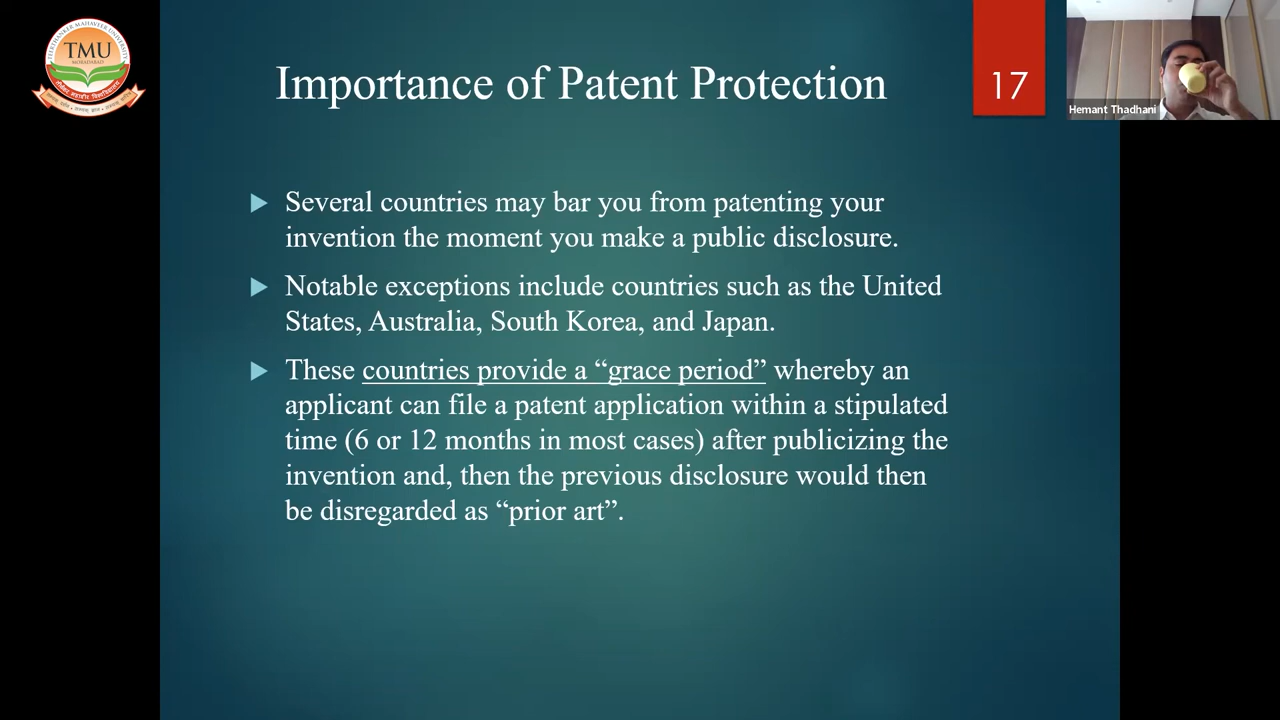 TEERTHANKER MAHAVEER UNIVERSITY
TMU
MORADABAD
Importance of Patent Protection
17
Hemant Thadhani
Several countries may bar you from patenting your
invention the moment you make a public disclosure.
Notable exceptions include countries such as the United
States, Australia, South Korea, and Japan.
These countries provide a “grace period” whereby an
applicant can file a patent application within a stipulated
time (6 or 12 months in most cases) after publicizing the
invention and, then the previous disclosure would then
be disregarded as “prior art”.